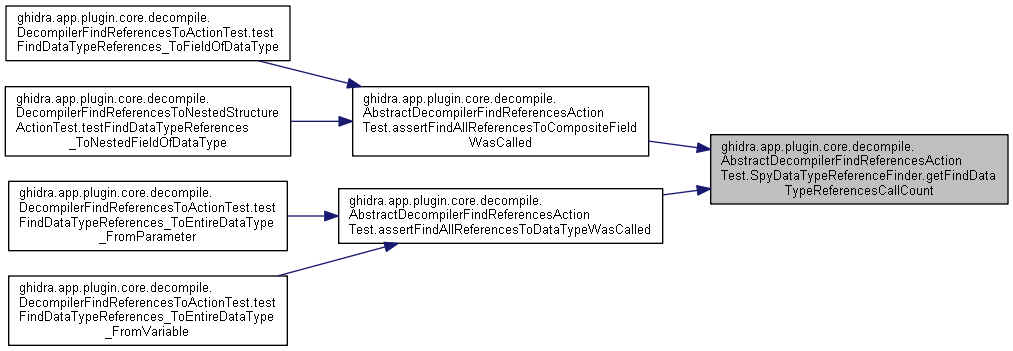 ghidra.app.plugin.core.decompile.
DecompilerFindReferencesToActionTest.test
FindDataTypeReferences_ToFieldOfDataType
ghidra.app.plugin.core.decompile.
DecompilerFindReferencesToNestedStructure
ActionTest.testFindDataTypeReferences
_ToNestedFieldOfDataType
ghidra.app.plugin.core.decompile.
AbstractDecompilerFindReferencesAction
Test.assertFindAllReferencesToCompositeField
WasCalled
ghidra.app.plugin.core.decompile.
AbstractDecompilerFindReferencesAction
Test.SpyDataTypeReferenceFinder.getFindData
TypeReferencesCallCount
ghidra.app.plugin.core.decompile.
DecompilerFindReferencesToActionTest.test
FindDataTypeReferences_ToEntireDataType
_FromParameter
ghidra.app.plugin.core.decompile.
AbstractDecompilerFindReferencesAction
Test.assertFindAllReferencesToDataTypeWasCalled
ghidra.app.plugin.core.decompile.
DecompilerFindReferencesToActionTest.test
FindDataTypeReferences_ToEntireDataType
_FromVariable